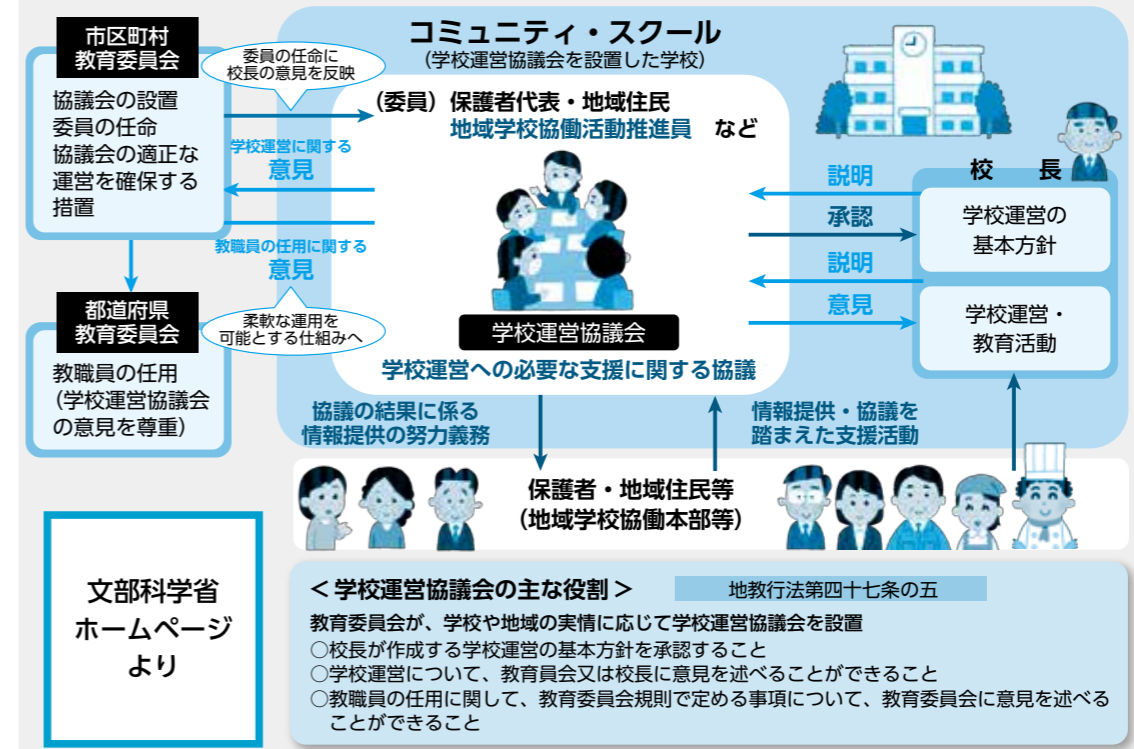 市区町村
教育委員会
協議会の設置
委員の任命
協議会の適正な
運営を確保する
措置
都道府県
教育委員会
教職員の任用
（学校運営協議会
の意見を尊重）
委員の任命に
校長の意見を反映
学校運営に関する
意見
教職員の任用に関する
意見
柔軟な運用を
可能とする仕組みへ
コミュニティ・スクール
（学校運営協議会を設置した学校）
（委員）保護者代表・地域住民
地域学校協働活動推進員 など
学校運営協議会
学校運営への必要な支援に関する協議
説明
承認
説明
意見
校 長
学校運営の
基本方針
学校運営・
教育活動
協議の結果に係る
情報提供の努力義務
情報提供・協議を
踏まえた支援活動
保護者・地域住民等
（地域学校協働本部等）
文部科学省
ホームページ
より
＜学校運営協議会の主な役割＞ 地教行法第四十七条の五
教育委員会が、学校や地域の実情に応じて学校運営協議会を設置
○校長が作成する学校運営の基本方針を承認すること
○学校運営について、教育員会又は校長に意見を述べることができること
○教職員の任用に関して、教育委員会規則で定める事項について、教育委員会に意見を述べる
ことができること